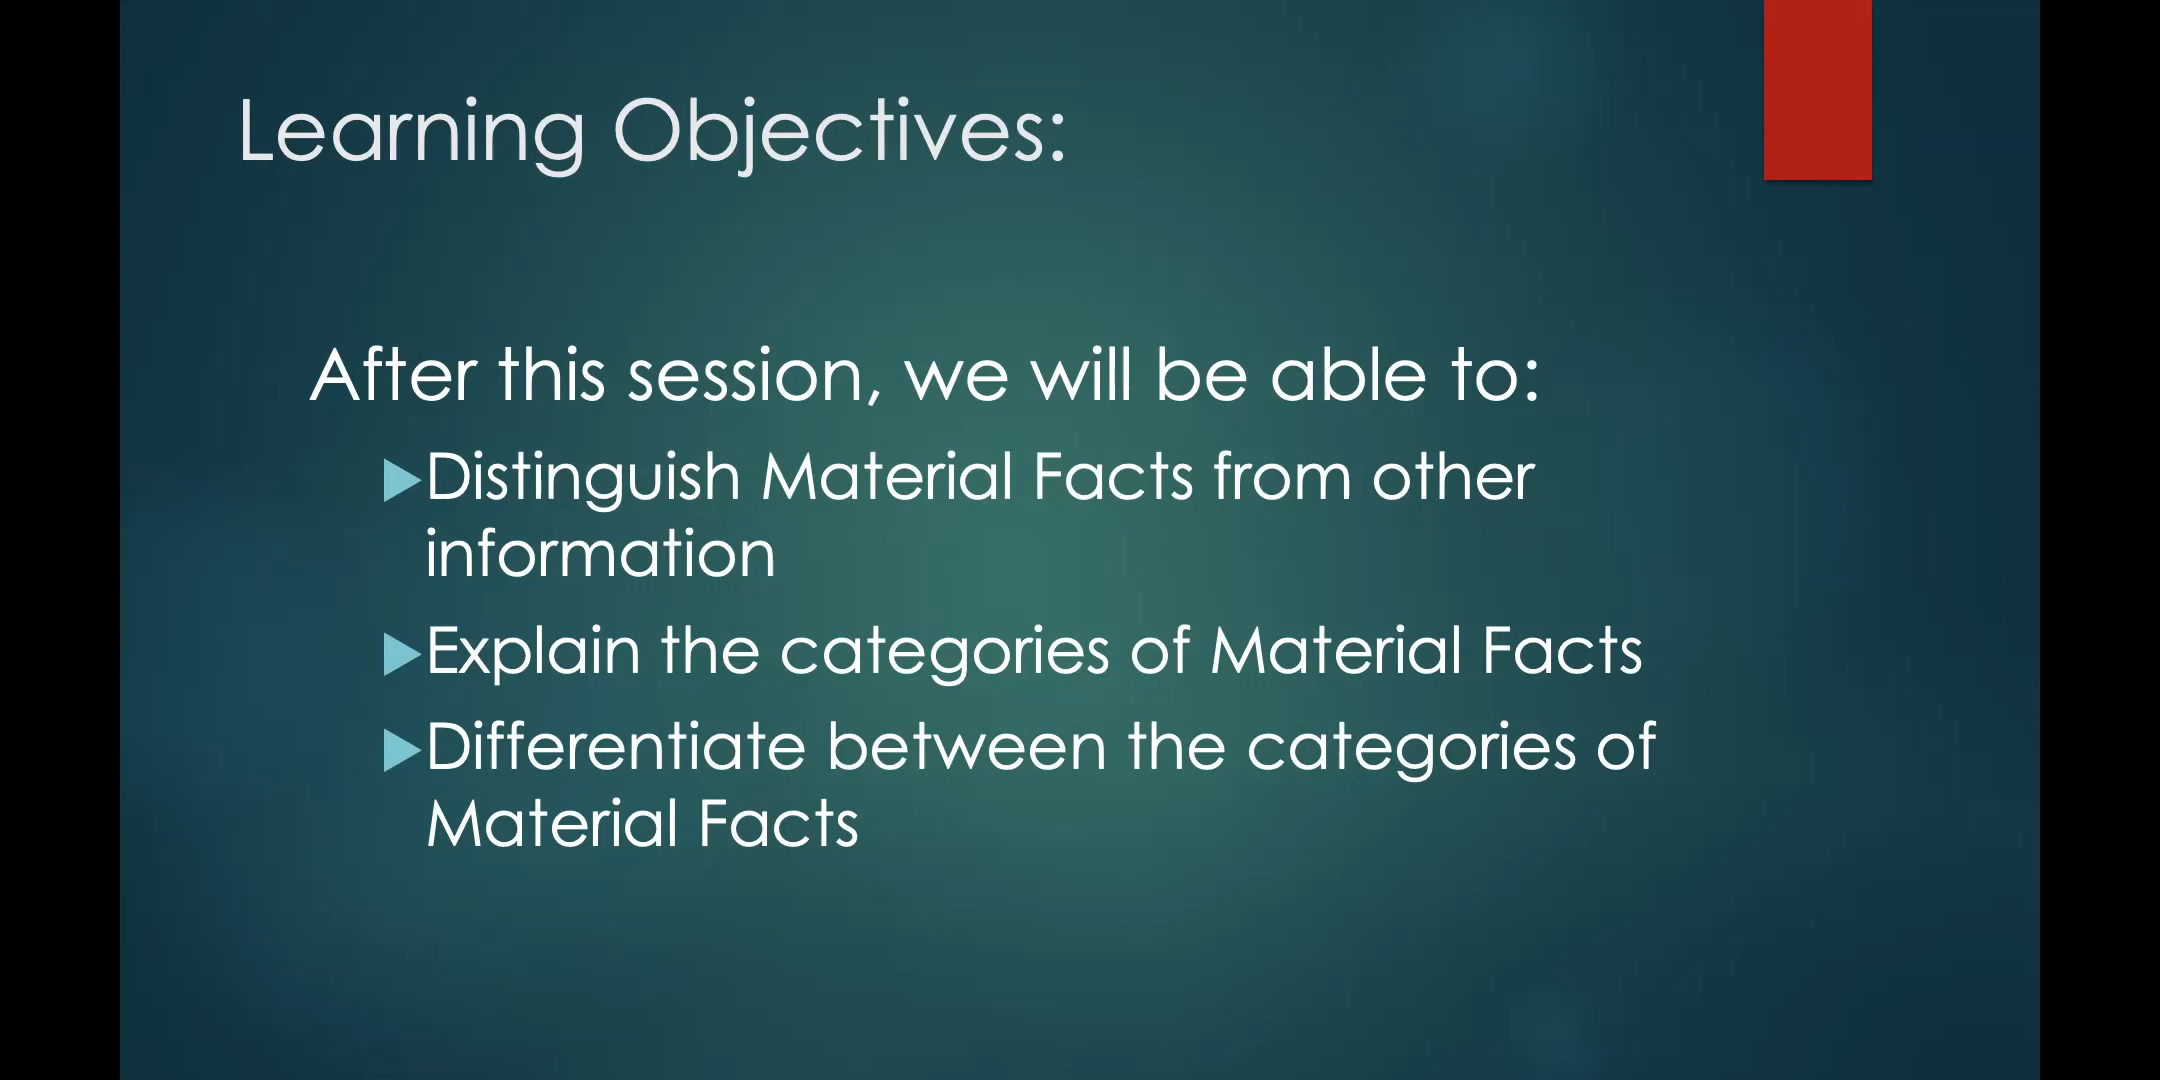 Learning Objectives:
After this session, we will be able to:
Distinguish Material Facts from other
information
Explain the categories of Material Facts
Differentiate between the categories of
Material Facts